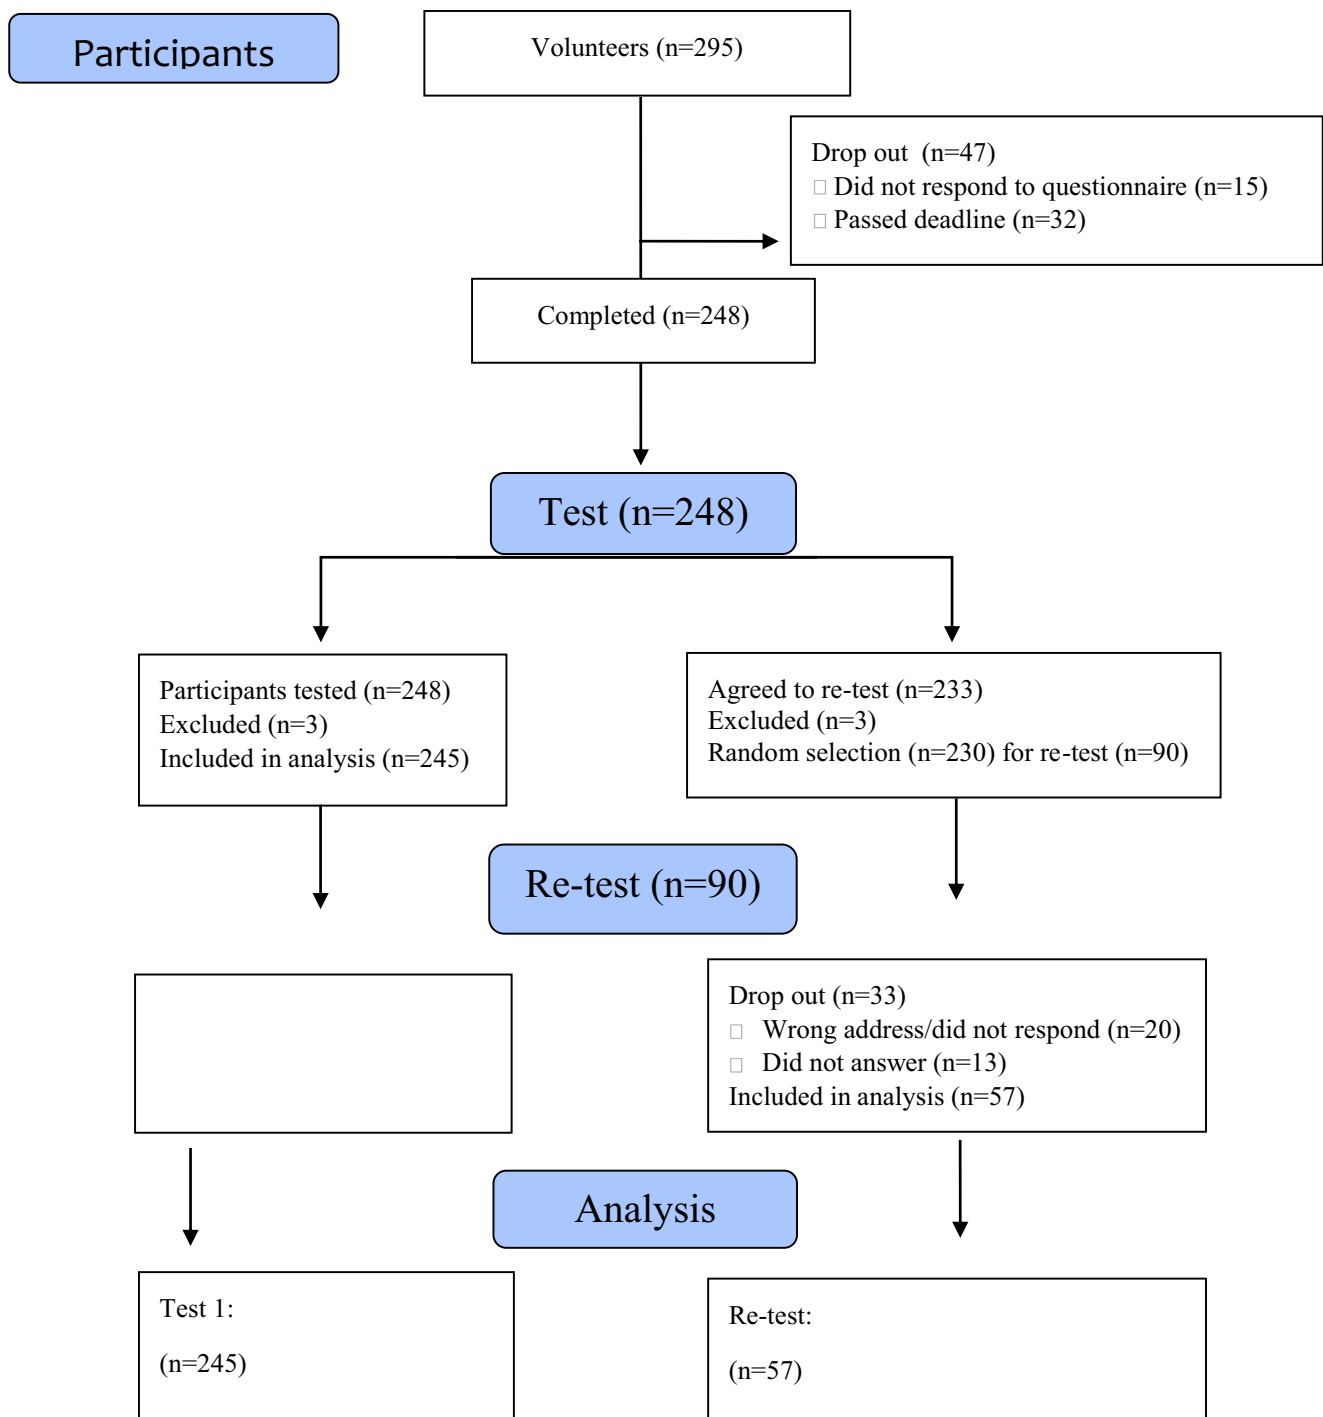 Participants
Volunteers (n=295)
Drop out  (n=47)
□ Did not respond to questionnaire (n=15)
□ Passed deadline (n=32)
Completed (n=248)
Test (n=248)
Participants tested (n=248)
Excluded (n=3)
Included in analysis (n=245)
Agreed to re-test (n=233)
Excluded (n=3)
Random selection (n=230) for re-test (n=90)
Re-test (n=90)
Drop out (n=33)
□ Wrong address/did not respond (n=20)
□ Did not answer (n=13)
Included in analysis (n=57)
Analysis
Test 1:
(n=245)
Re-test:
(n=57)